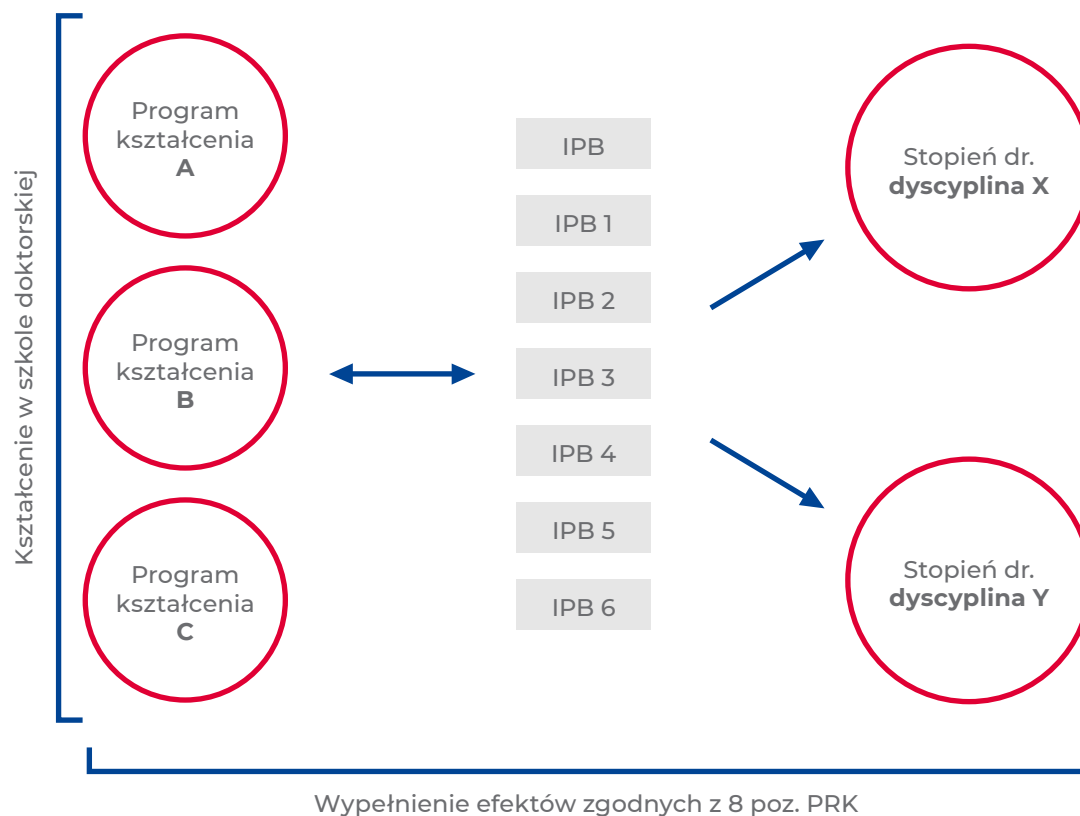 Kształcenie w szkole doktorskiej
Program
kształcenia
A
Program
kształcenia
B
Program
kształcenia
C
IPB
IPB 1
IPB 2
IPB 3
IPB 4
IPB 5
IPB 6
Stopień dr.
dyscyplina X
Stopień dr.
dyscyplina Y
Wypełnienie efektów zgodnych z 8 poz. PRK